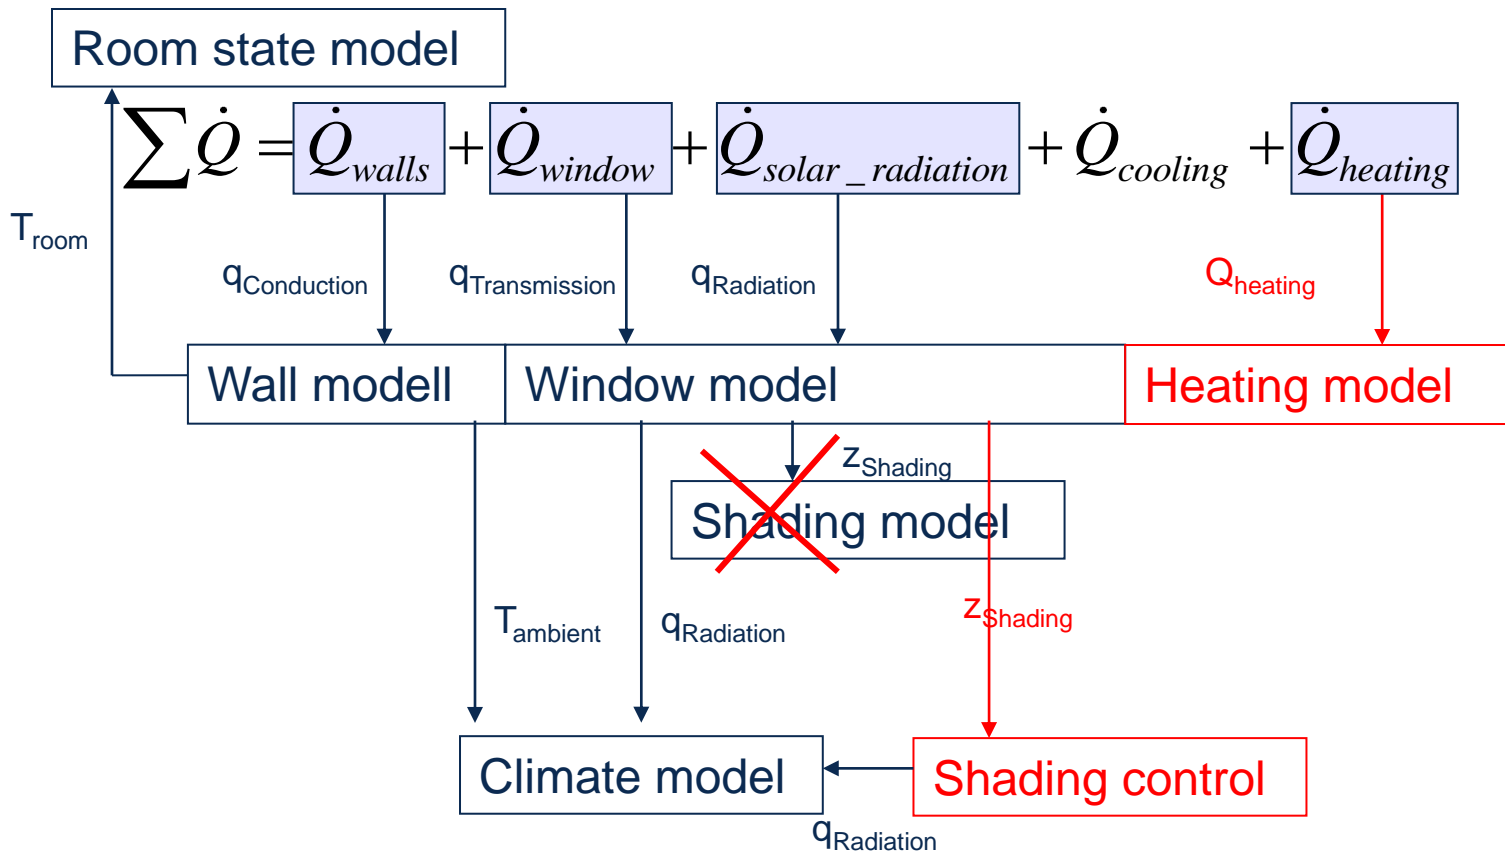 Room state model
∑Q̇ = Q̇walls + Q̇window + Q̇solar_radiation + Q̇cooling + Q̇heating
Troom
qConduction qTransmission qRadiation Qheating
Wall modell Window model Heating model
zShading
Shading model
Tambient qRadiation zShading
Climate model Shading control
qRadiation